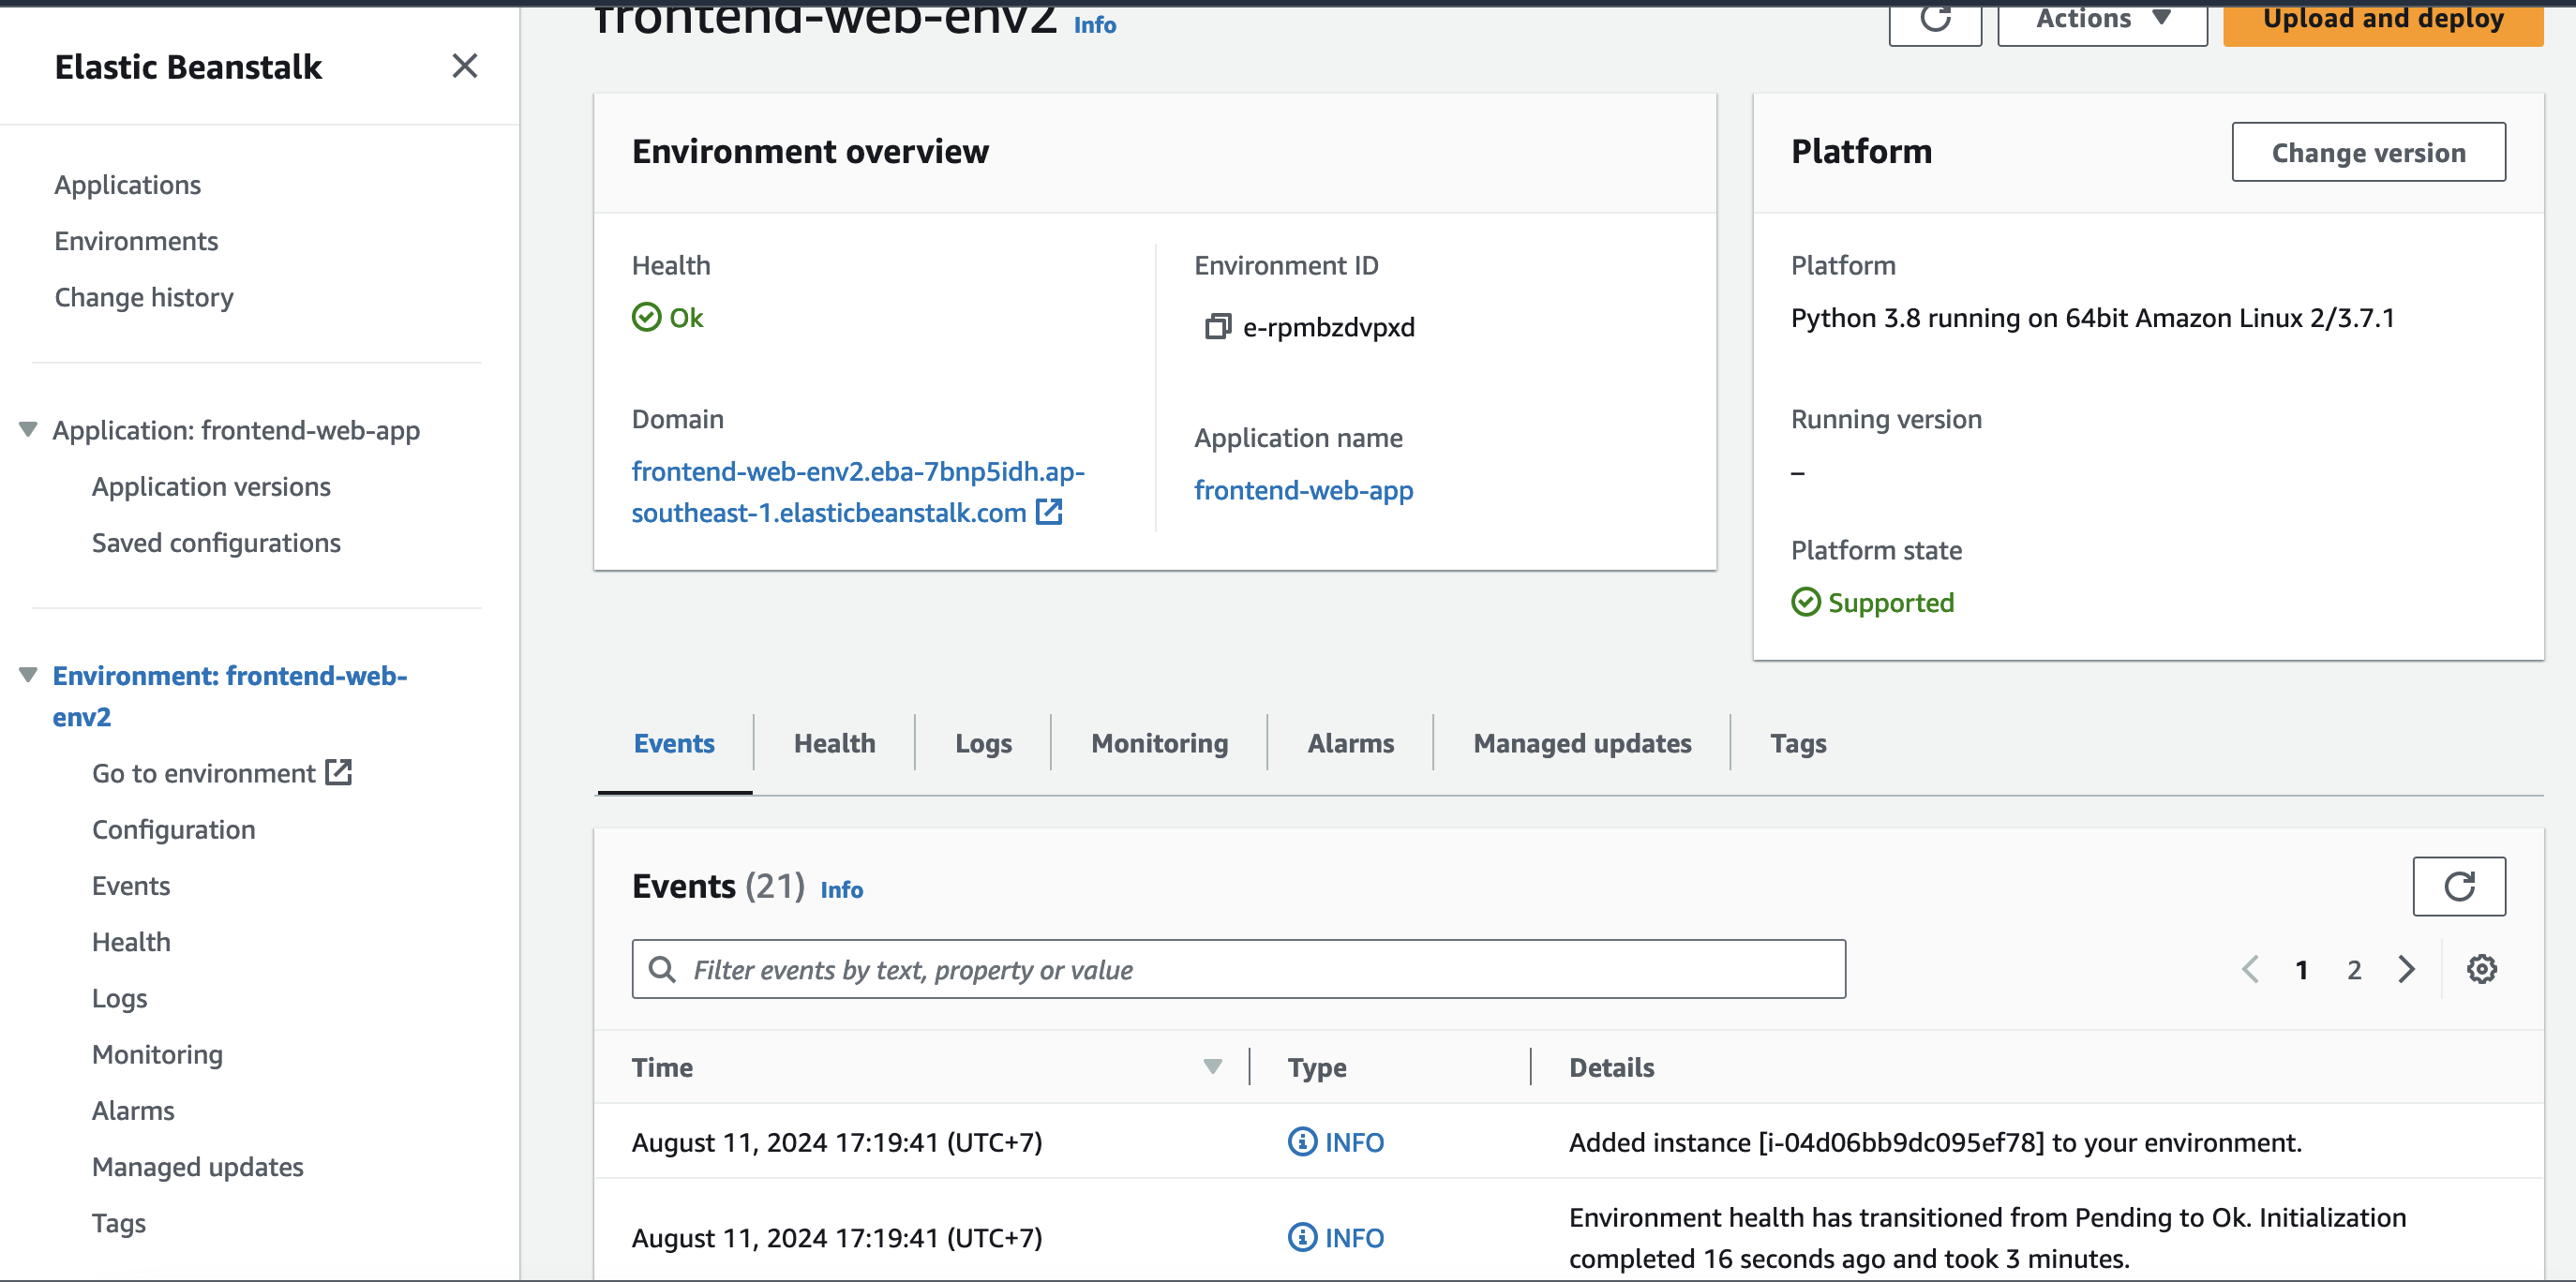 Elastic Beanstalk
Applications
Environments
Change history
Application: frontend-web-app
Application versions
Saved configurations
Environment: frontend-web-
env2
Go to environment
Configuration
Events
Health
Logs
Monitoring
Alarms
Managed updates
Tags
frontend-web-env2 Info
Actions
Upload and deploy
Environment overview
Health
Ok
Domain
frontend-web-env2.eba-7bnp5idh.ap-
southeast-1.elasticbeanstalk.com
Environment ID
e-rpmbzdvpxd
Application name
frontend-web-app
Platform
Change version
Platform
Python 3.8 running on 64bit Amazon Linux 2/3.7.1
Running version
–
Platform state
Supported
Events Health Logs Monitoring Alarms Managed updates Tags
Events (21) Info
Filter events by text, property or value
1 2
Time Type Details
August 11, 2024 17:19:41 (UTC+7) INFO Added instance [i-04d06bb9dc095ef78] to your environment.
August 11, 2024 17:19:41 (UTC+7) INFO Environment health has transitioned from Pending to Ok. Initialization
completed 16 seconds ago and took 3 minutes.